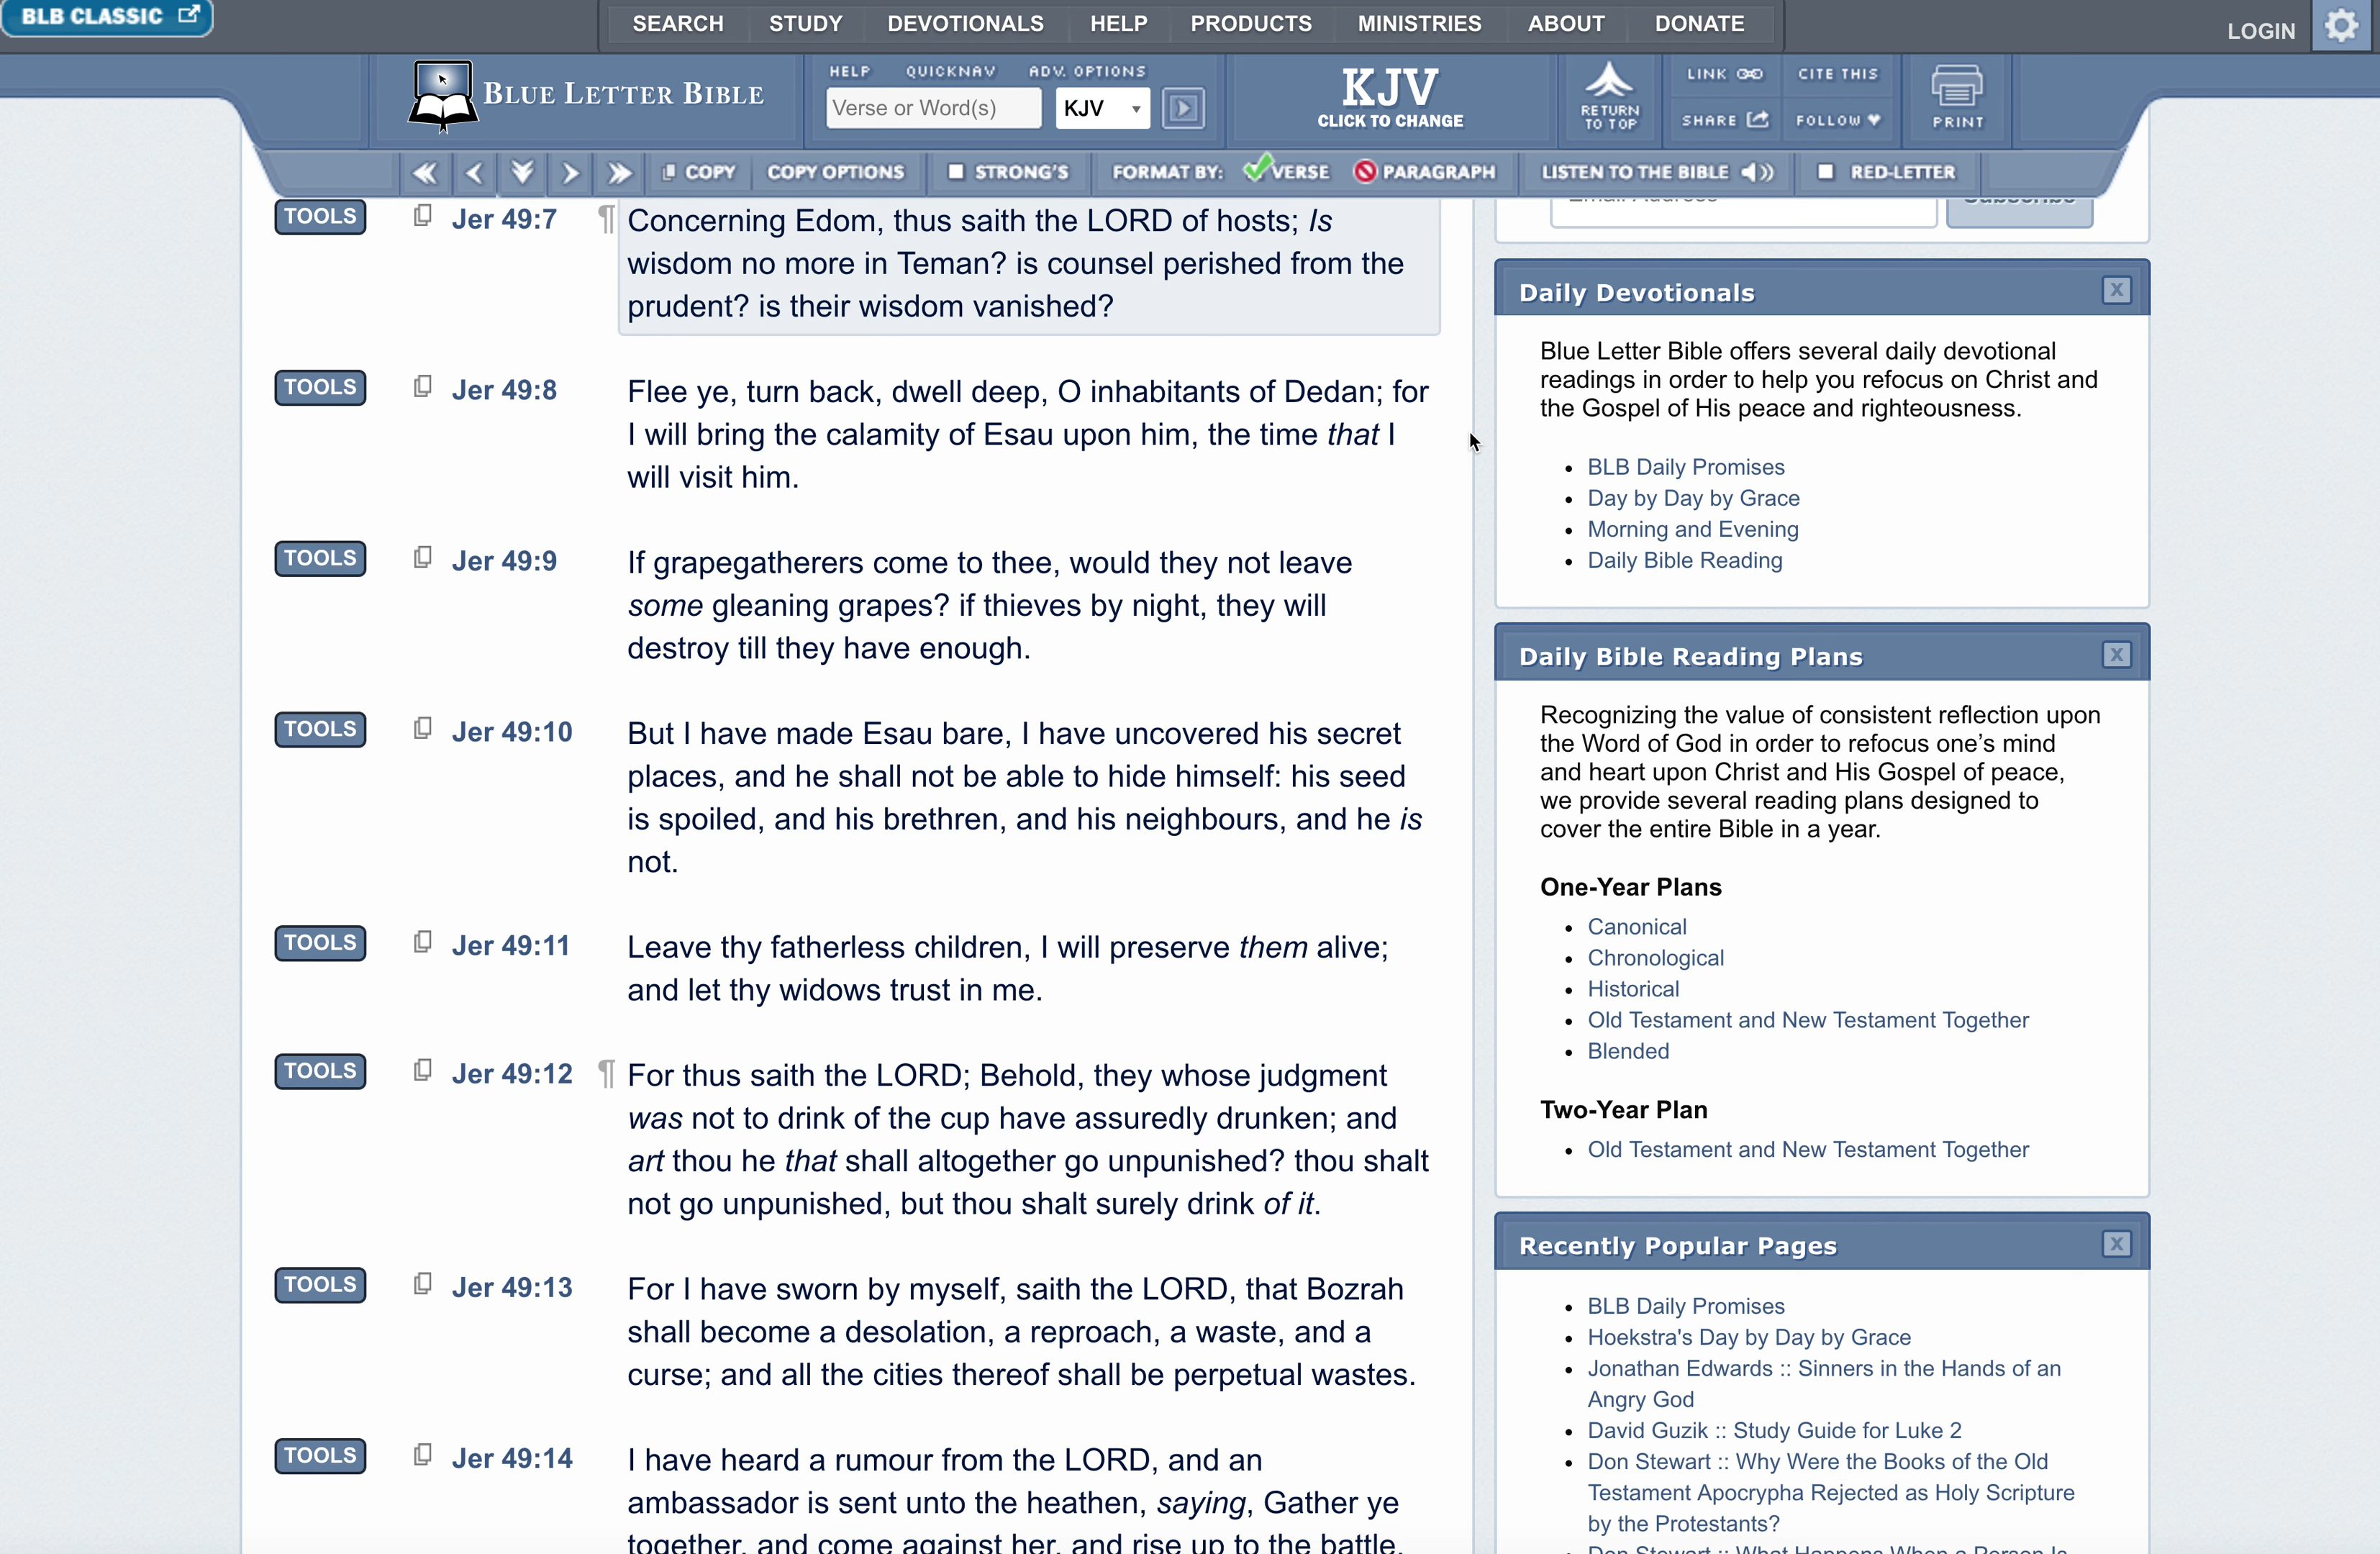 BLB CLASSIC
SEARCH STUDY DEVOTIONALS HELP PRODUCTS MINISTRIES ABOUT DONATE
LOGIN
BLUE LETTER BIBLE
HELP QUICKNAV ADV. OPTIONS
Verse or Word(s) KJV
KJV
CLICK TO CHANGE
RETURN
TO TOP
LINK CITE THIS
SHARE FOLLOW
PRINT
COPY COPY OPTIONS STRONG'S FORMAT BY: VERSE PARAGRAPH LISTEN TO THE BIBLE RED-LETTER
TOOLS Jer 49:7 ¶ Concerning Edom, thus saith the LORD of hosts; Is
wisdom no more in Teman? is counsel perished from the
prudent? is their wisdom vanished?
TOOLS Jer 49:8 Flee ye, turn back, dwell deep, O inhabitants of Dedan; for
I will bring the calamity of Esau upon him, the time that I
will visit him.
TOOLS Jer 49:9 If grapegatherers come to thee, would they not leave
some gleaning grapes? if thieves by night, they will
destroy till they have enough.
TOOLS Jer 49:10 But I have made Esau bare, I have uncovered his secret
places, and he shall not be able to hide himself: his seed
is spoiled, and his brethren, and his neighbours, and he is
not.
TOOLS Jer 49:11 Leave thy fatherless children, I will preserve them alive;
and let thy widows trust in me.
TOOLS Jer 49:12 ¶ For thus saith the LORD; Behold, they whose judgment
was not to drink of the cup have assuredly drunken; and
art thou he that shall altogether go unpunished? thou shalt
not go unpunished, but thou shalt surely drink of it.
TOOLS Jer 49:13 For I have sworn by myself, saith the LORD, that Bozrah
shall become a desolation, a reproach, a waste, and a
curse; and all the cities thereof shall be perpetual wastes.
TOOLS Jer 49:14 I have heard a rumour from the LORD, and an
ambassador is sent unto the heathen, saying, Gather ye
together, and come against her, and rise up to the battle.
Email Address Subscribe
Daily Devotionals X
Blue Letter Bible offers several daily devotional
readings in order to help you refocus on Christ and
the Gospel of His peace and righteousness.
• BLB Daily Promises
• Day by Day by Grace
• Morning and Evening
• Daily Bible Reading
Daily Bible Reading Plans X
Recognizing the value of consistent reflection upon
the Word of God in order to refocus one’s mind
and heart upon Christ and His Gospel of peace,
we provide several reading plans designed to
cover the entire Bible in a year.
One-Year Plans
• Canonical
• Chronological
• Historical
• Old Testament and New Testament Together
• Blended
Two-Year Plan
• Old Testament and New Testament Together
Recently Popular Pages X
• BLB Daily Promises
• Hoekstra's Day by Day by Grace
• Jonathan Edwards :: Sinners in the Hands of an
Angry God
• David Guzik :: Study Guide for Luke 2
• Don Stewart :: Why Were the Books of the Old
Testament Apocrypha Rejected as Holy Scripture
by the Protestants?
• Don Stewart :: What Happens When a Person Is